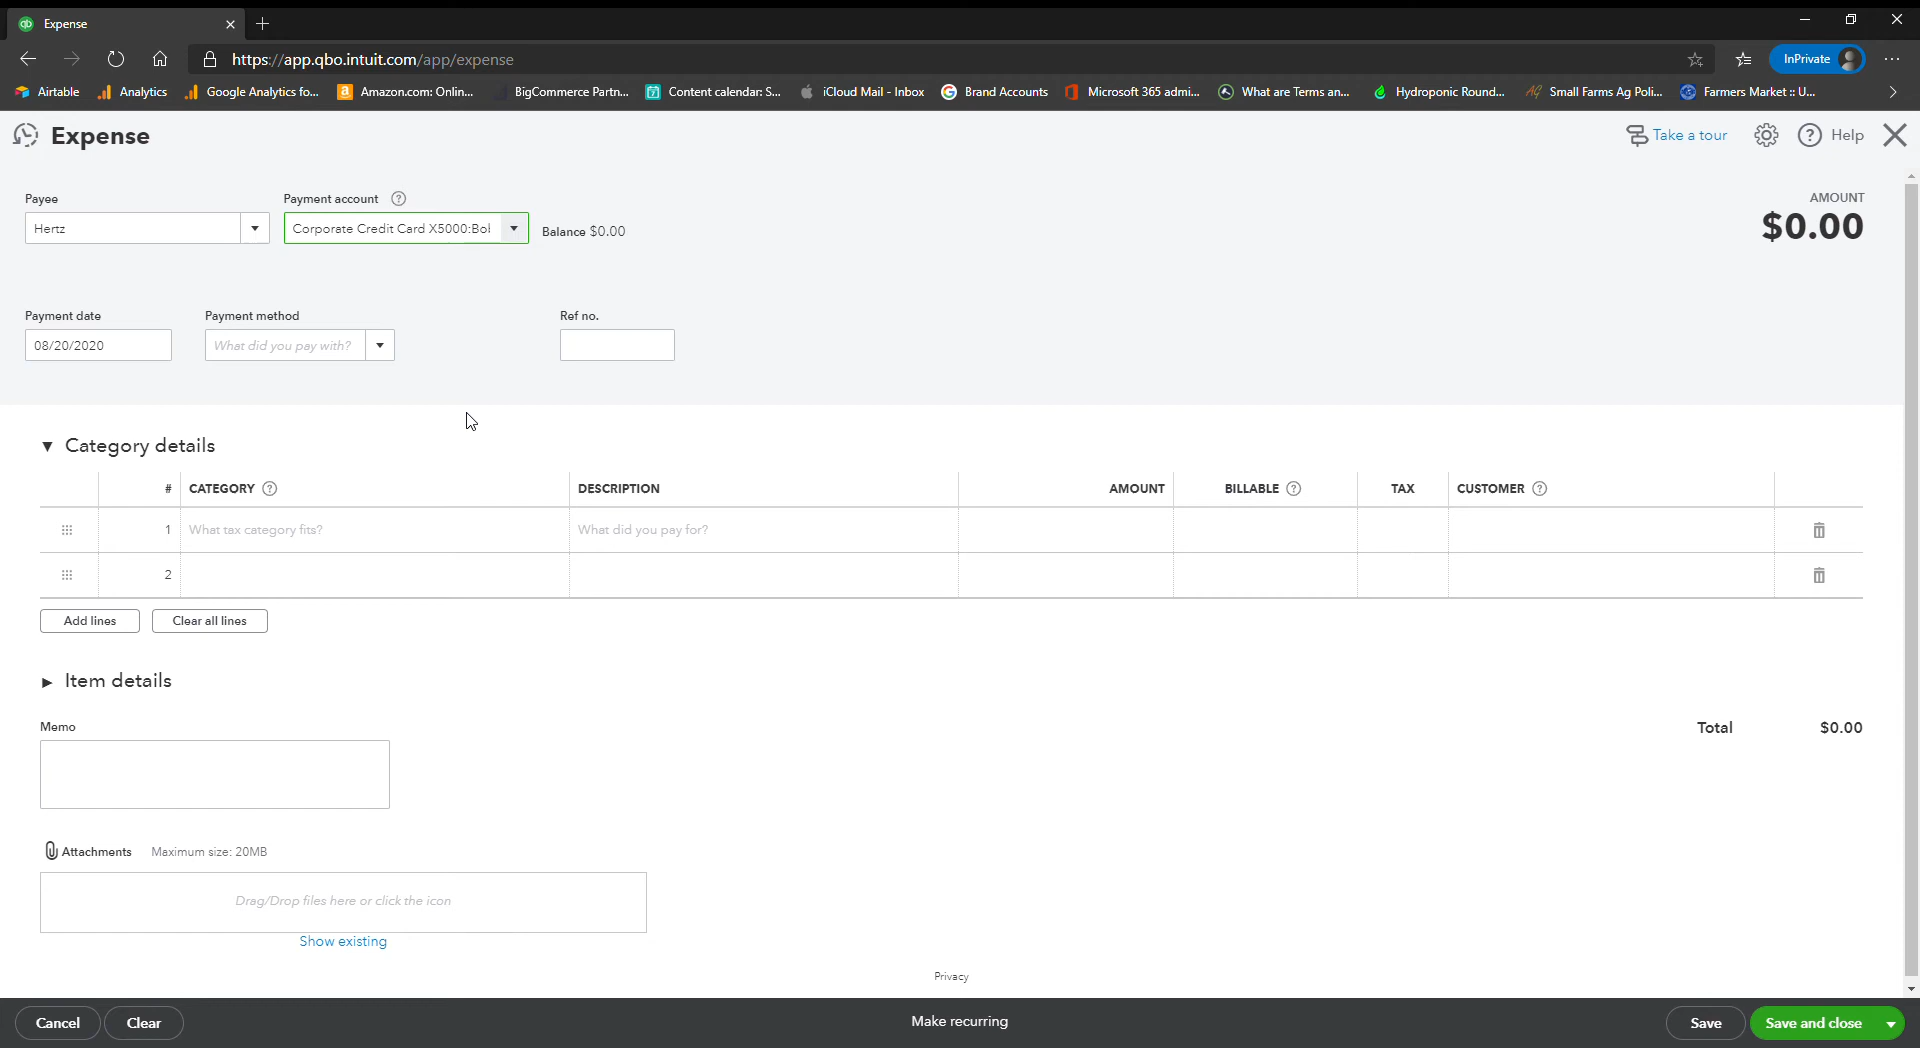 Expense
https://app.qbo.intuit.com/app/expense
InPrivate
Airtable
Analytics
Google Analytics fo...
Amazon.com: Onlin...
BigCommerce Partn...
Content calendar: S...
iCloud Mail - Inbox
Brand Accounts
Microsoft 365 admi...
What are Terms an...
Hydroponic Round...
Small Farms Ag Poli...
Farmers Market :: U...
Expense
Take a tour
Help
Payee
Payment account
AMOUNT
Hertz
Corporate Credit Card X5000:Bol
Balance $0.00
$0.00
Payment date
Payment method
Ref no.
08/20/2020
What did you pay with?
Category details
# CATEGORY DESCRIPTION AMOUNT BILLABLE TAX CUSTOMER
1 What tax category fits? What did you pay for?
2
Add lines
Clear all lines
Item details
Memo
Total $0.00
Attachments Maximum size: 20MB
Drag/Drop files here or click the icon
Show existing
Privacy
Cancel
Clear
Make recurring
Save
Save and close